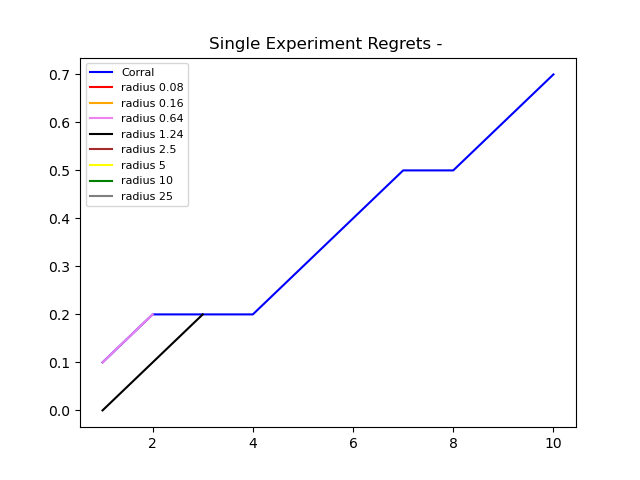 Single Experiment Regrets -
Corral
radius 0.08
radius 0.16
radius 0.64
radius 1.24
radius 2.5
radius 5
radius 10
radius 25
0.7
0.6
0.5
0.4
0.3
0.2
0.1
0.0
2 4 6 8 10